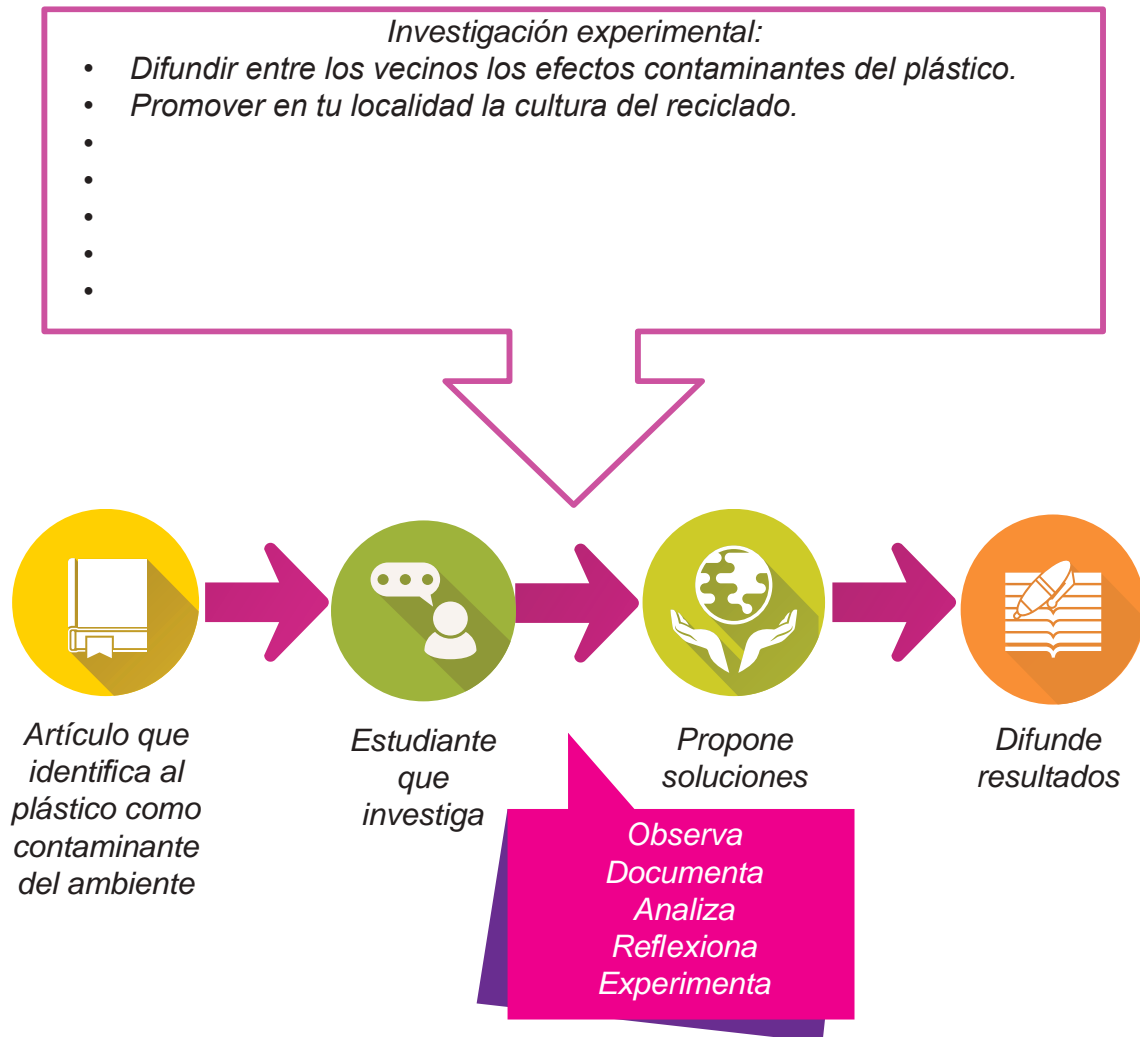 Investigación experimental:
• Difundir entre los vecinos los efectos contaminantes del plástico.
• Promover en tu localidad la cultura del reciclado.
•
•
•
•
•
Artículo que
identifica al
plástico como
contaminante
del ambiente
Estudiante
que
investiga
Propone
soluciones
Difunde
resultados
Observa
Documenta
Analiza
Reflexiona
Experimenta